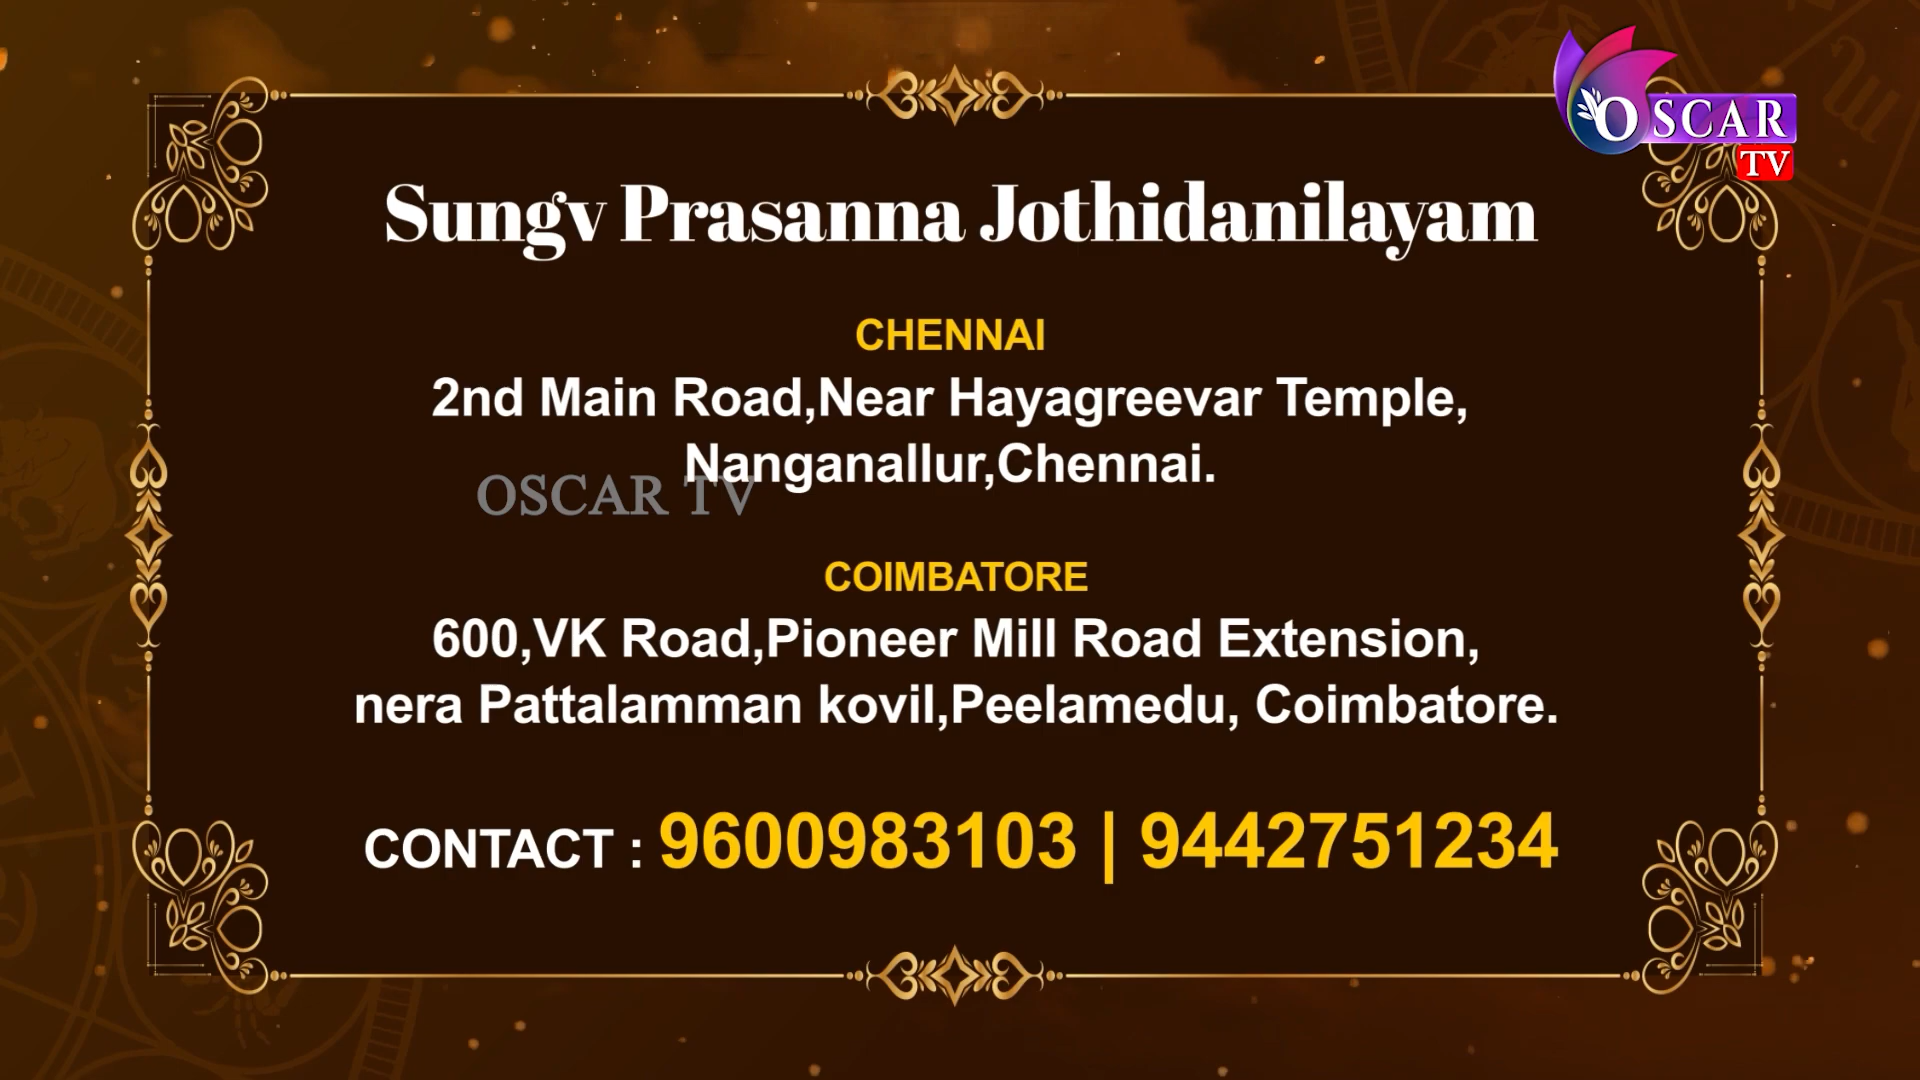 OSCAR
TV
Sungv Prasanna Jothidanilayam
CHENNAI
2nd Main Road,Near Hayagreevar Temple,
Nanganallur,Chennai.
OSCAR TV
COIMBATORE
600,VK Road,Pioneer Mill Road Extension,
nera Pattalamman kovil,Peelamedu, Coimbatore.
CONTACT : 9600983103 | 9442751234